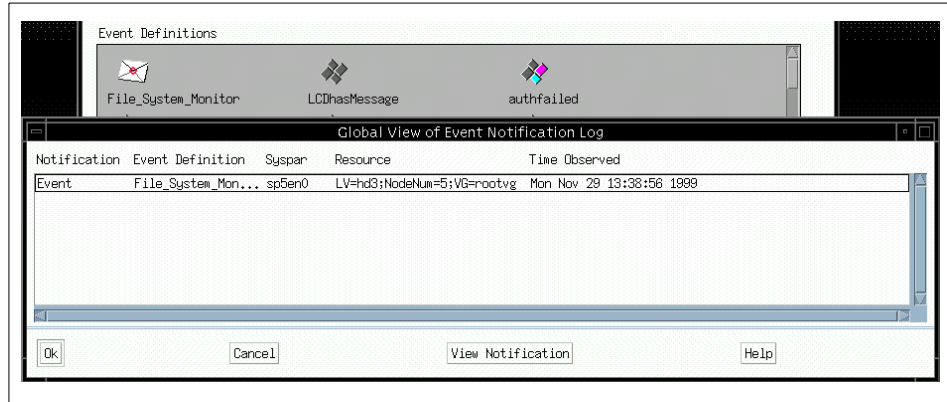 Event Definitions
File_System_Monitor LCDhasMessage authfailed
Global View of Event Notification Log
Notification Event Definition Syspar Resource Time Observed
Event File_System_Mon... sp5en0 LV=hd3;NodeNum=5;VG=rootvg Mon Nov 29 13:38:56 1999
Ok Cancel View Notification Help